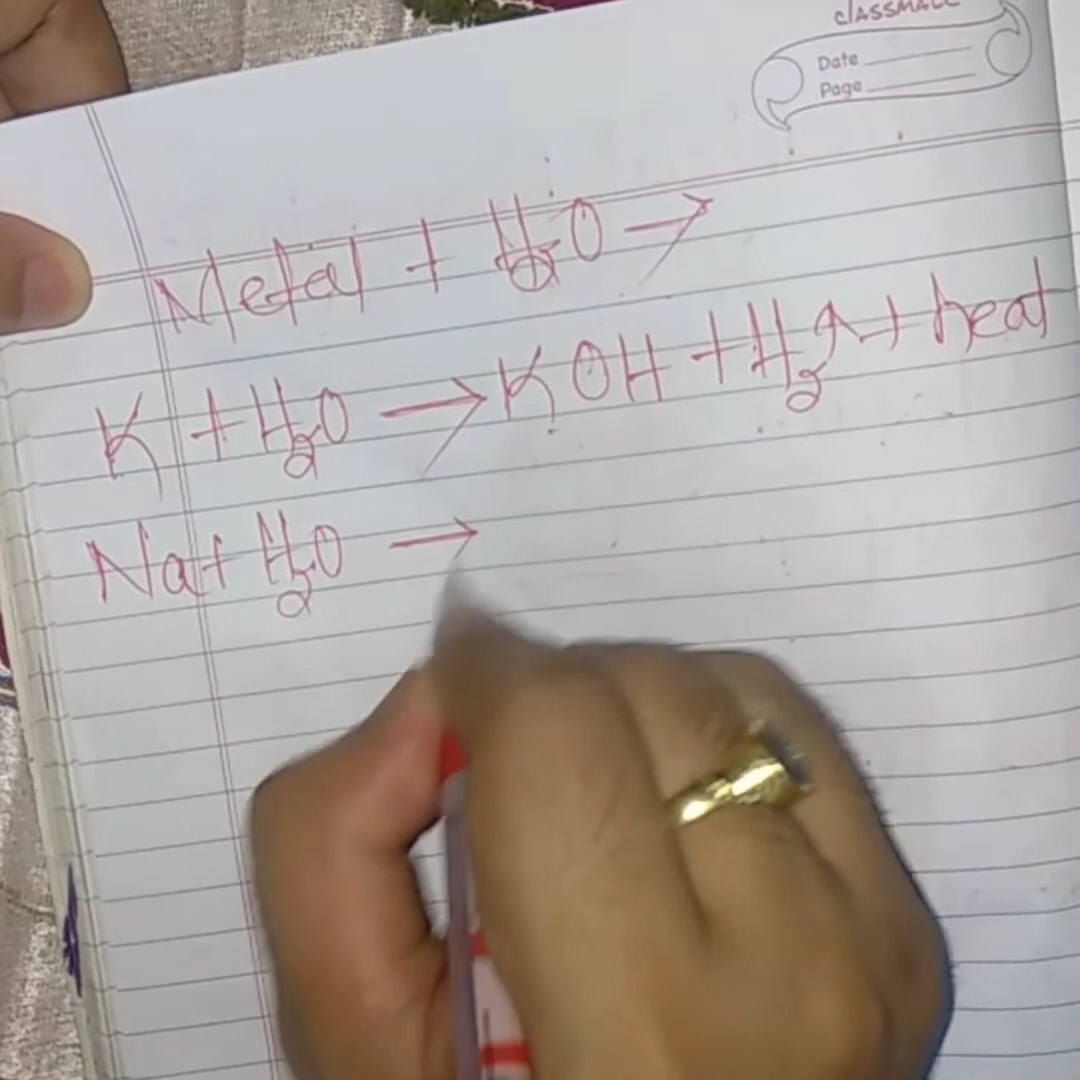 classmate
Date
Page
Metal + H₂O →
K + H₂O → KOH + H₂↑ + heat
Na + H₂O →